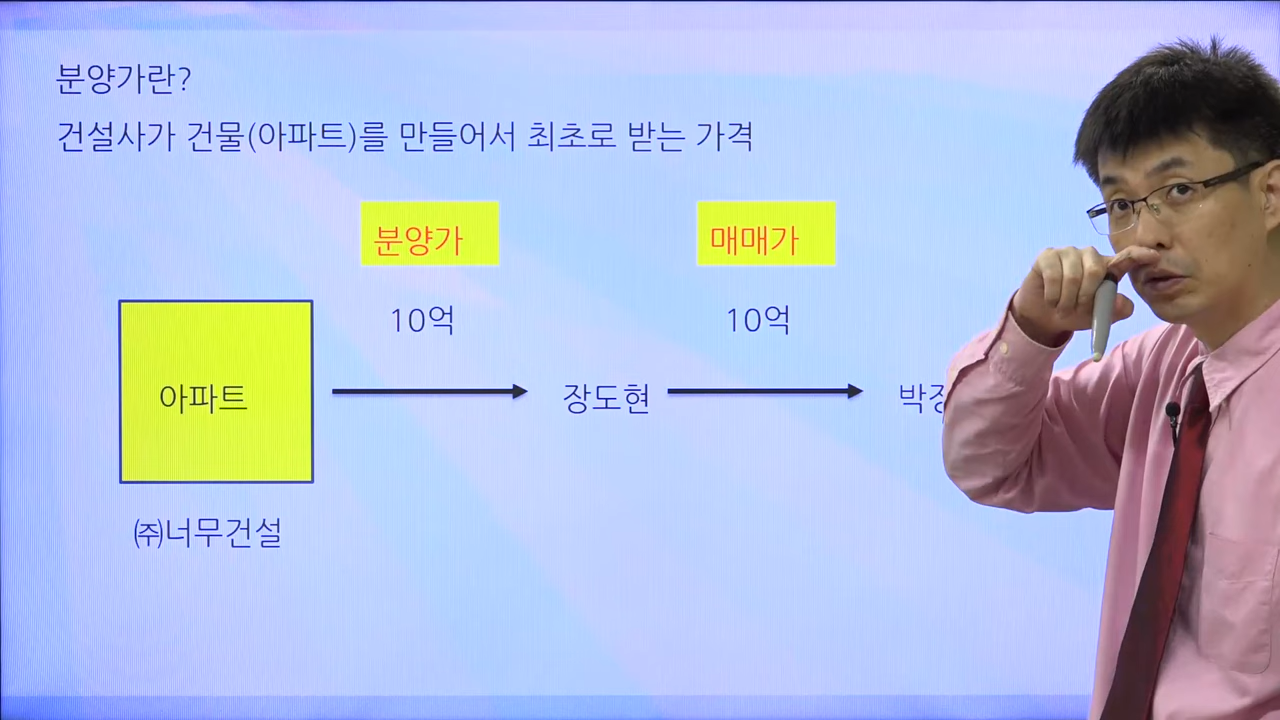 분양가란?
건설사가 건물(아파트)를 만들어서 최초로 받는 가격
분양가
매매가
10억
10억
아파트
장도현
박
㈜너무건설